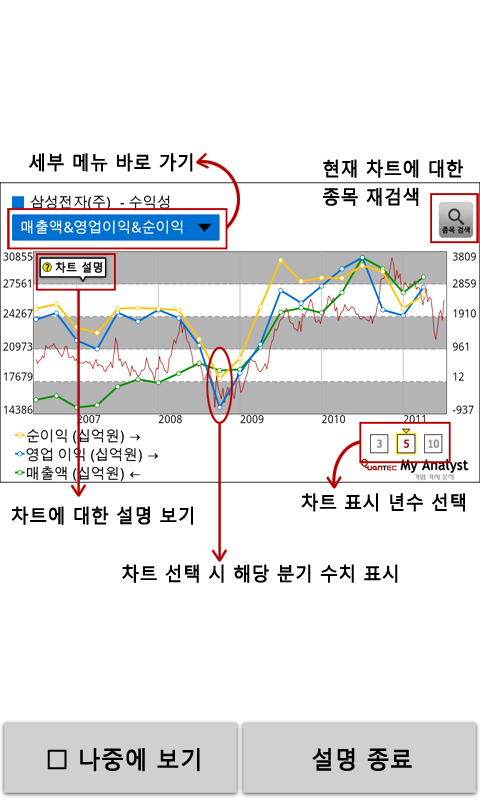 세부 메뉴 바로 가기
현재 차트에 대한
종목 재검색
삼성전자(주) - 수익성
매출액&영업이익&순이익
종목 검색
30855
27561
24267
20973
17679
14386
차트 설명
3809
2859
1910
961
12
-937
2007
2008
2009
2010
2011
순이익 (십억원) →
영업 이익 (십억원) →
매출액 (십억원) ←
3
5
10
QUANTEC My Analyst
기업 가치 분석
차트에 대한 설명 보기
차트 표시 년수 선택
차트 선택 시 해당 분기 수치 표시
나중에 보기
설명 종료